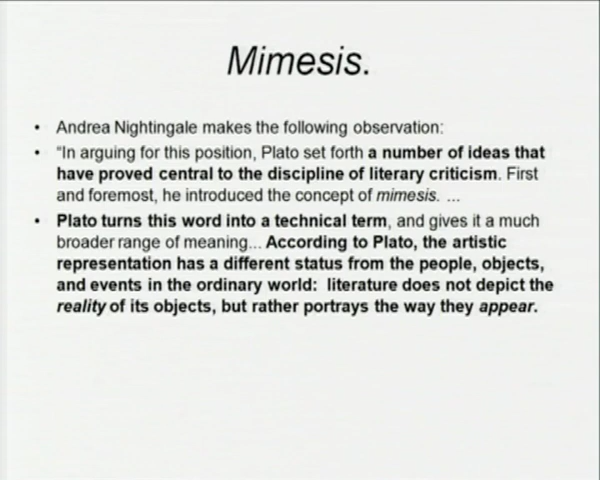 Mimesis.
• Andrea Nightingale makes the following observation:
• “In arguing for this position, Plato set forth a number of ideas that
have proved central to the discipline of literary criticism. First
and foremost, he introduced the concept of mimesis. ...
• Plato turns this word into a technical term, and gives it a much
broader range of meaning... According to Plato, the artistic
representation has a different status from the people, objects,
and events in the ordinary world: literature does not depict the
reality of its objects, but rather portrays the way they appear.